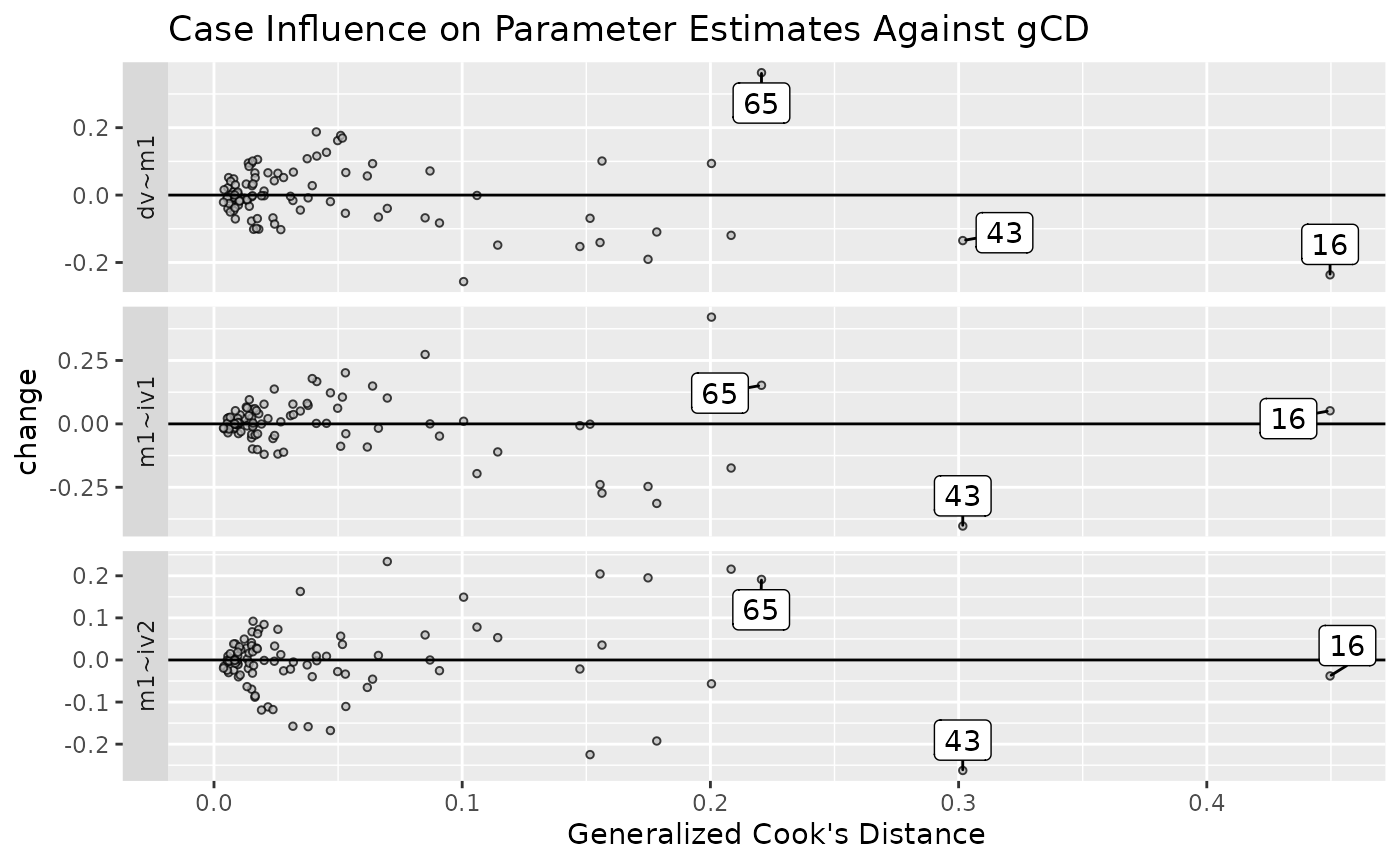 Case Influence on Parameter Estimates Against gCD
change
dv~m1
0.2
0.0
-0.2
65
43
16
m1~iv1
0.25
0.00
-0.25
65
16
43
m1~iv2
0.2
0.1
0.0
-0.1
-0.2
65
16
43
0.0 0.1 0.2 0.3 0.4
Generalized Cook's Distance